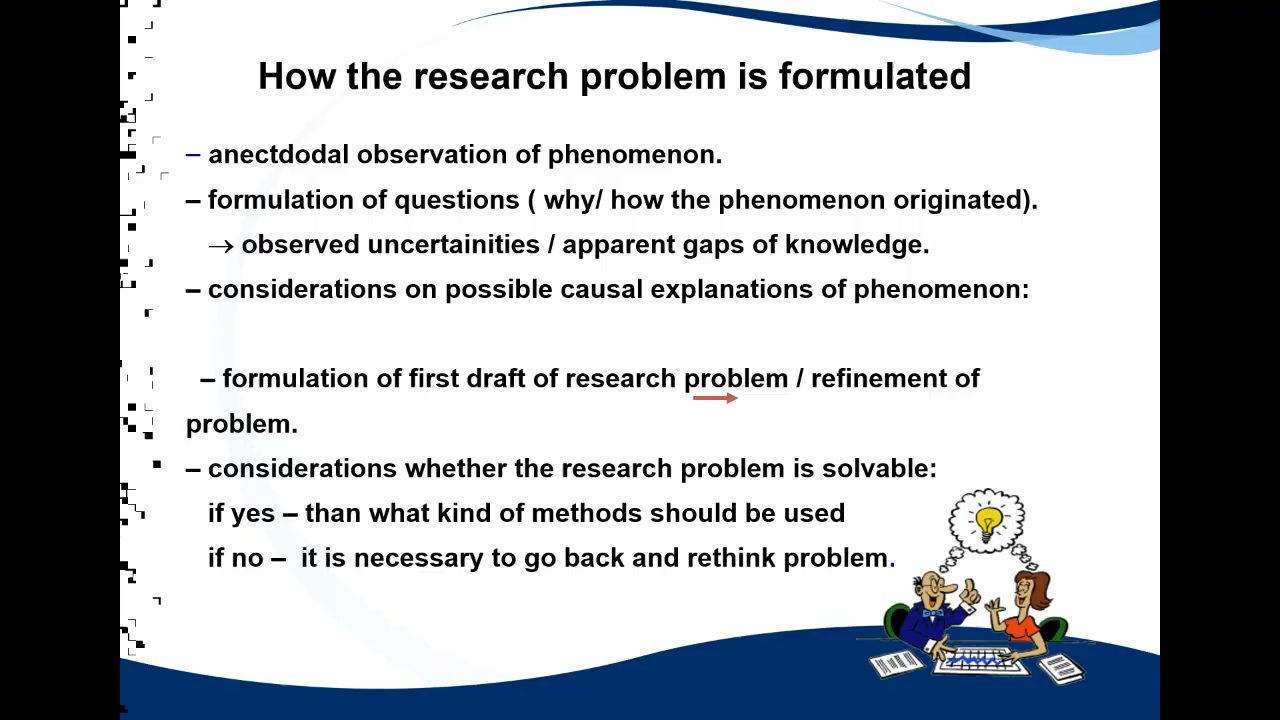 How the research problem is formulated
– anectdodal observation of phenomenon.
– formulation of questions ( why/ how the phenomenon originated).
→ observed uncertainities / apparent gaps of knowledge.
– considerations on possible causal explanations of phenomenon:
– formulation of first draft of research problem / refinement of
problem.
– considerations whether the research problem is solvable:
if yes – than what kind of methods should be used
if no –  it is necessary to go back and rethink problem.